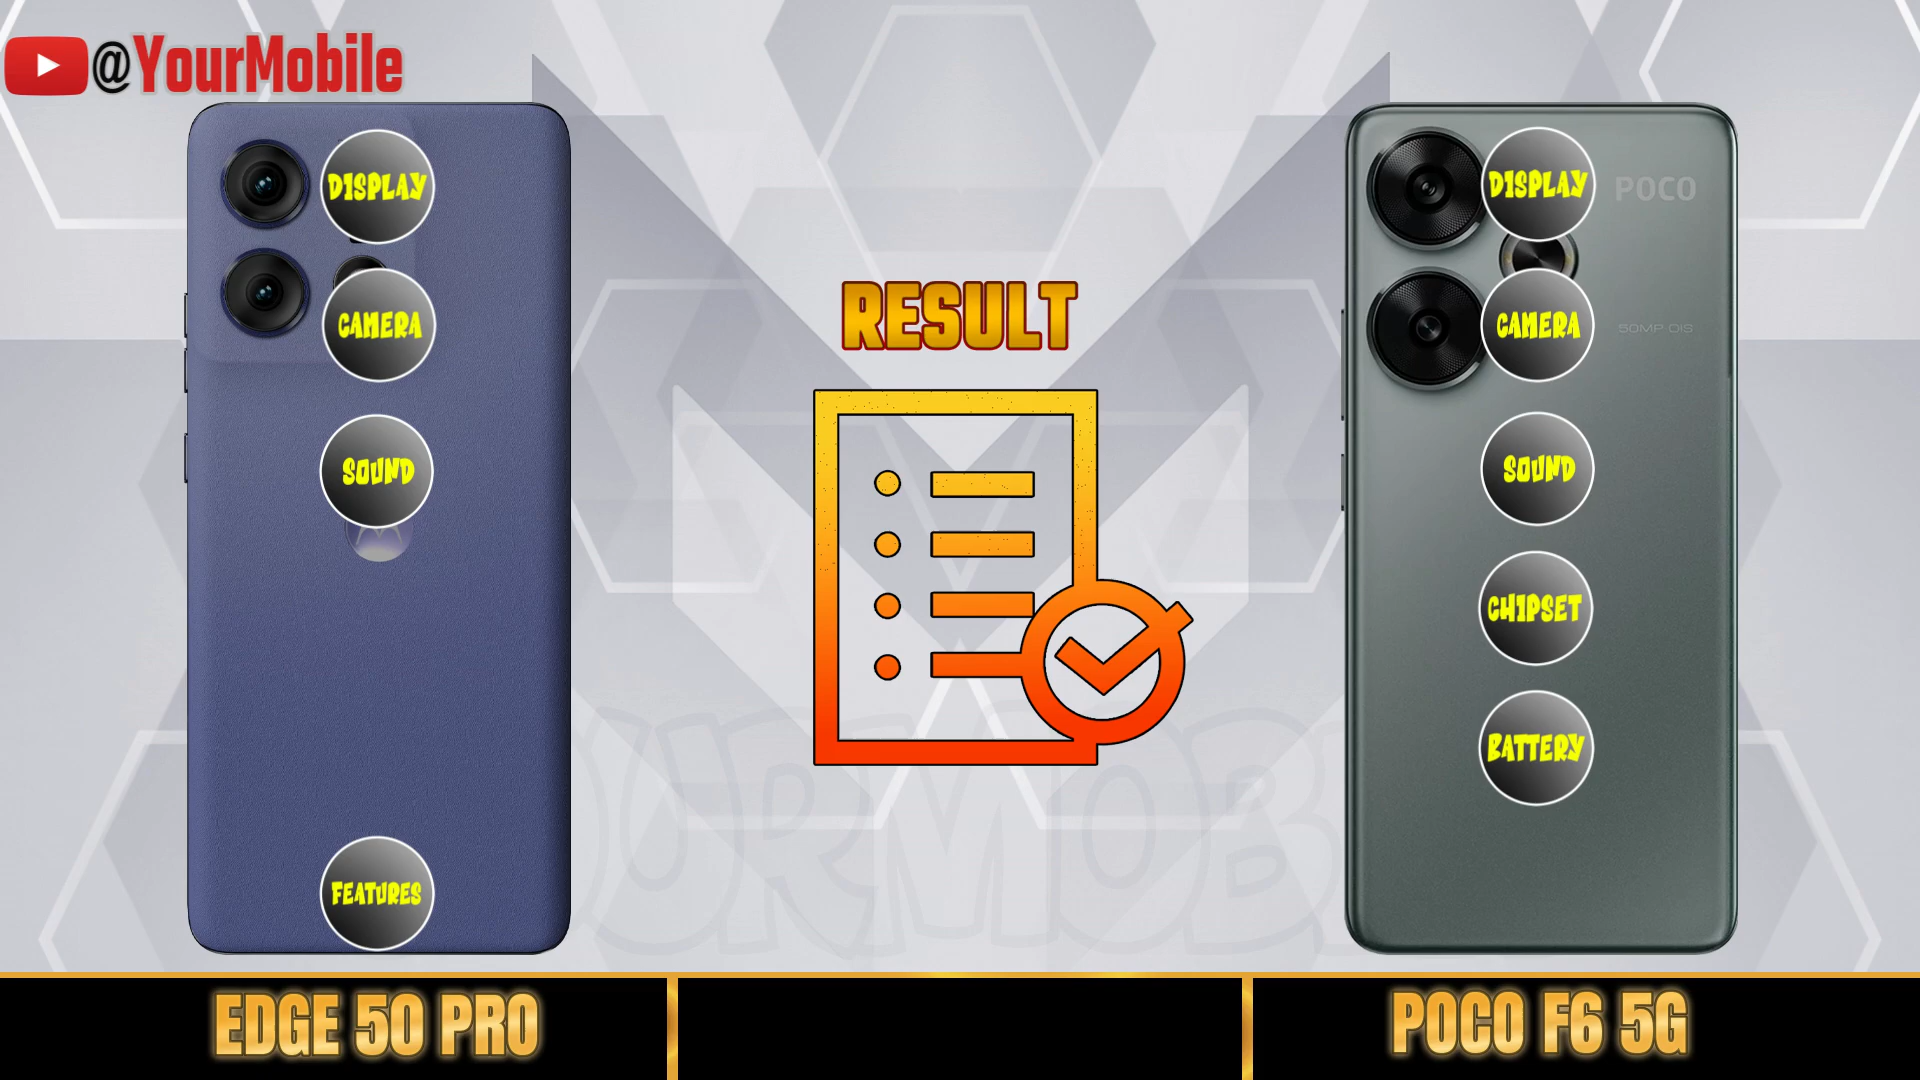 @YourMobile
DISPLAY
CAMERA
SOUND
FEATURES
RESULT
POCO
50MP OIS
DISPLAY
CAMERA
SOUND
CHIPSET
BATTERY
YOURMOBI
EDGE 50 PRO
POCO F6 5G